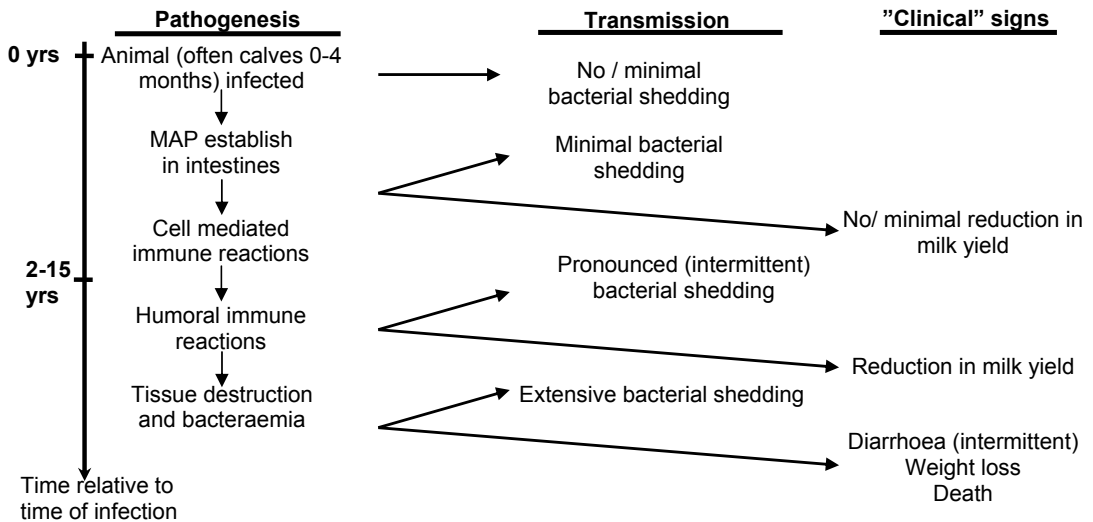 Pathogenesis
Transmission
”Clinical” signs
0 yrs
Animal (often calves 0-4
months) infected
No / minimal
bacterial shedding
MAP establish
in intestines
Minimal bacterial
shedding
Cell mediated
immune reactions
No/ minimal reduction in
milk yield
2-15
yrs
Pronounced (intermittent)
bacterial shedding
Humoral immune
reactions
Reduction in milk yield
Tissue destruction
and bacteraemia
Extensive bacterial shedding
Diarrhoea (intermittent)
Weight loss
Death
Time relative to
time of infection